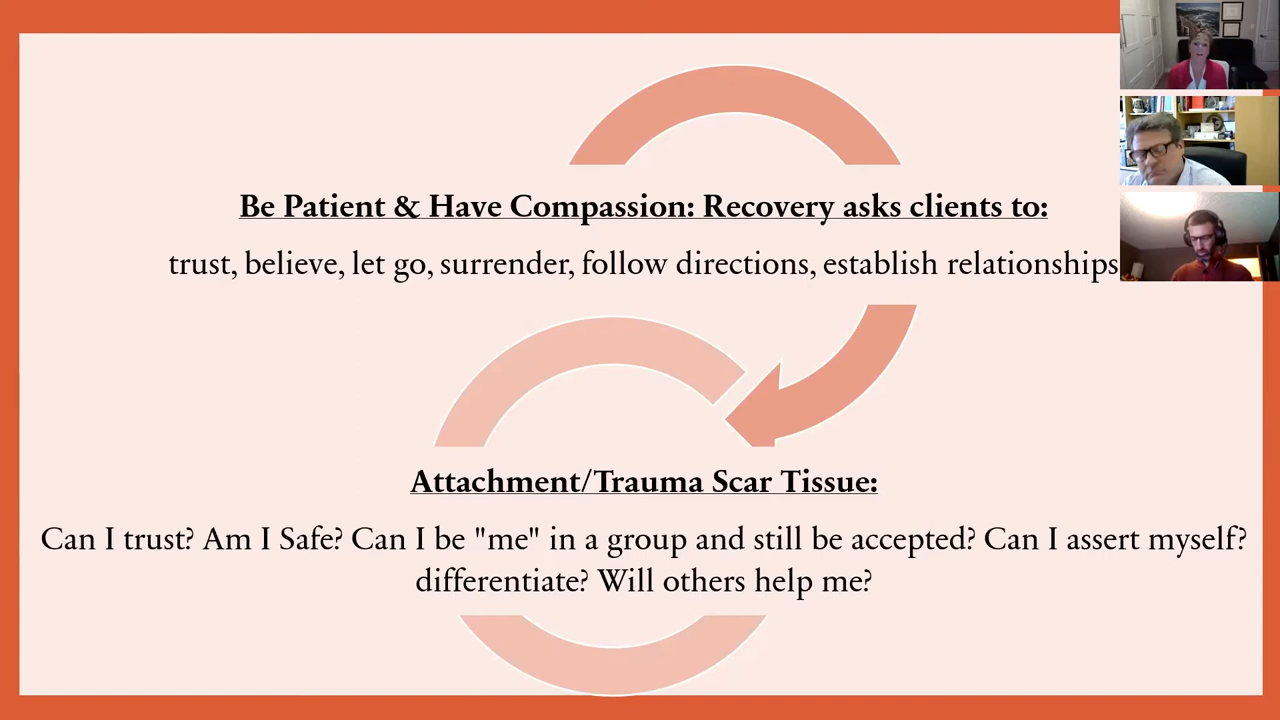 Be Patient & Have Compassion: Recovery asks clients to:
trust, believe, let go, surrender, follow directions, establish relationships
Attachment/Trauma Scar Tissue:
Can I trust? Am I Safe? Can I be "me" in a group and still be accepted? Can I assert myself?
differentiate? Will others help me?